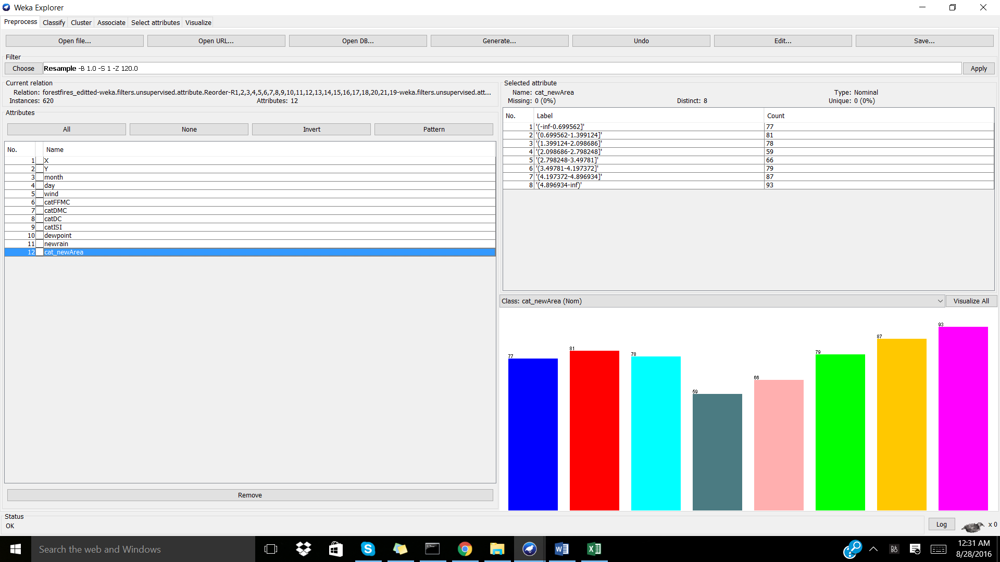 Weka Explorer
Preprocess Classify Cluster Associate Select attributes Visualize
Open file... Open URL... Open DB... Generate... Undo Edit... Save...
Filter
Choose Resample -B 1.0 -S 1 -Z 120.0 Apply
Current relation
Relation: forestfires_editted-weka.filters.unsupervised.attribute.Reorder-R1,2,3,4,5,6,7,8,9,10,11,12,13,14,15,16,17,18,20,21,19-weka.filters.unsupervised.att...
Instances: 620 Attributes: 12
Attributes
All None Invert Pattern
No. Name
1 X
2 Y
3 month
4 day
5 wind
6 catFFMC
7 catDMC
8 catDC
9 catISI
10 dewpoint
11 newrain
12 cat_newArea
Remove
Selected attribute
Name: cat_newArea Type: Nominal
Missing: 0 (0%) Distinct: 8 Unique: 0 (0%)
No. Label Count
1 '(-inf-0.699562]' 77
2 '(0.699562-1.399124]' 81
3 '(1.399124-2.098686]' 78
4 '(2.098686-2.798248]' 59
5 '(2.798248-3.49781]' 66
6 '(3.49781-4.197372]' 79
7 '(4.197372-4.896934]' 87
8 '(4.896934-inf)' 93
Class: cat_newArea (Nom) Visualize All
77 81 78 59 66 79 87 93
Status
OK
Log x 0
Search the web and Windows
12:31 AM
8/28/2016